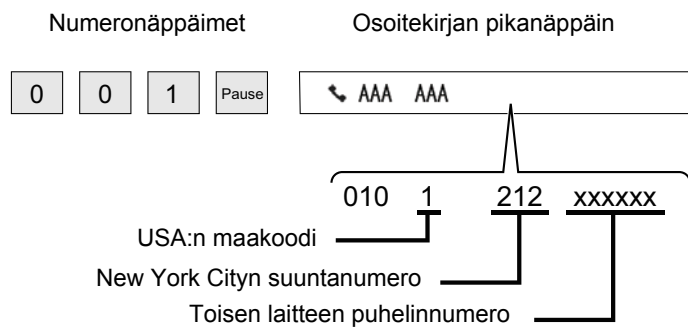 Numeronäppäimet Osoitekirjan pikanäppäin
0 0 1 Pause AAA AAA
010 1 212 xxxxxx
USA:n maakoodi
New York Cityn suuntanumero
Toisen laitteen puhelinnumero